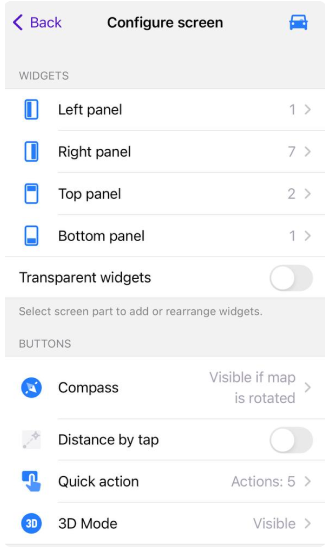 Back
Configure screen
WIDGETS
Left panel 1
Right panel 7
Top panel 2
Bottom panel 1
Transparent widgets
Select screen part to add or rearrange widgets.
BUTTONS
Compass Visible if map
is rotated
Distance by tap
Quick action Actions: 5
3D 3D Mode Visible